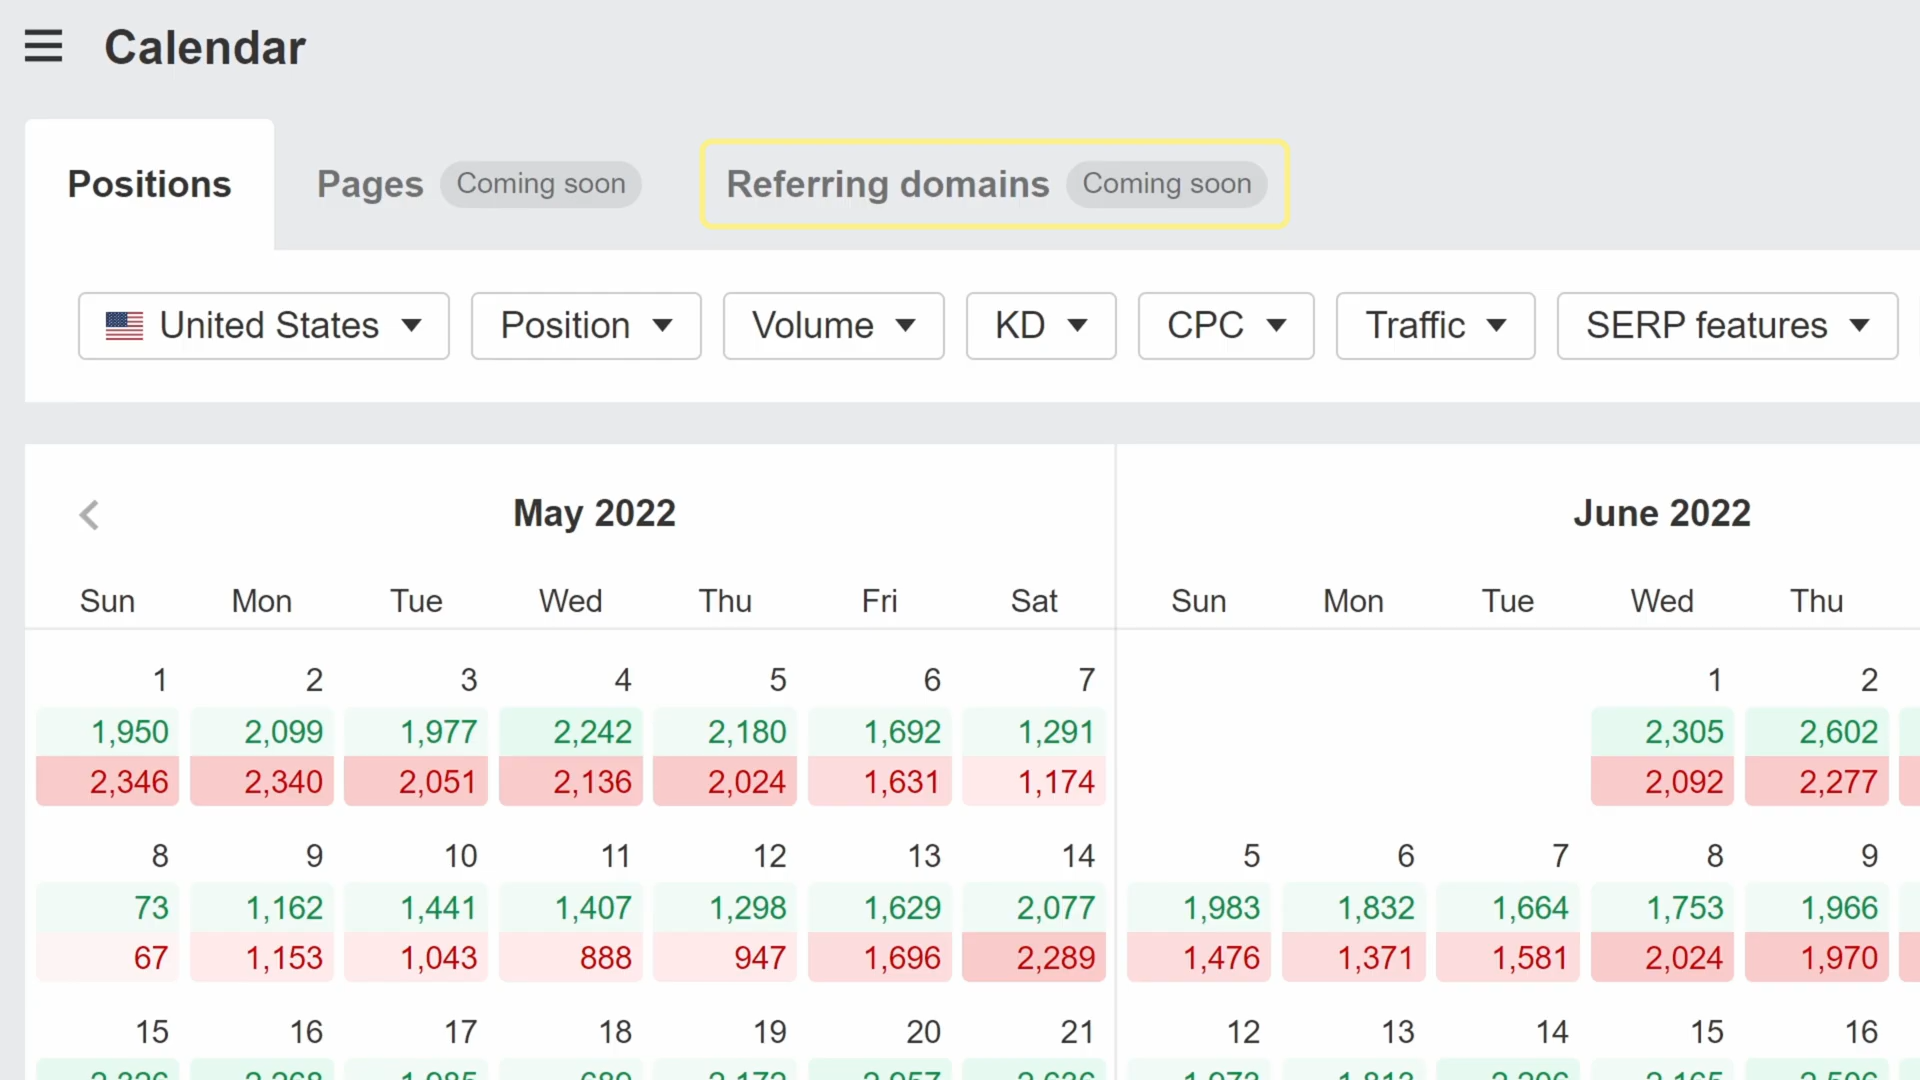 Calendar
Positions Pages Coming soon Referring domains Coming soon
United States Position Volume KD CPC Traffic SERP features
May 2022 June 2022
Sun Mon Tue Wed Thu Fri Sat Sun Mon Tue Wed Thu
1 2 3 4 5 6 7 1 2
1,950 2,099 1,977 2,242 2,180 1,692 1,291 2,305 2,602
2,346 2,340 2,051 2,136 2,024 1,631 1,174 2,092 2,277
8 9 10 11 12 13 14 5 6 7 8 9
73 1,162 1,441 1,407 1,298 1,629 2,077 1,983 1,832 1,664 1,753 1,966
67 1,153 1,043 888 947 1,696 2,289 1,476 1,371 1,581 2,024 1,970
15 16 17 18 19 20 21 12 13 14 15 16